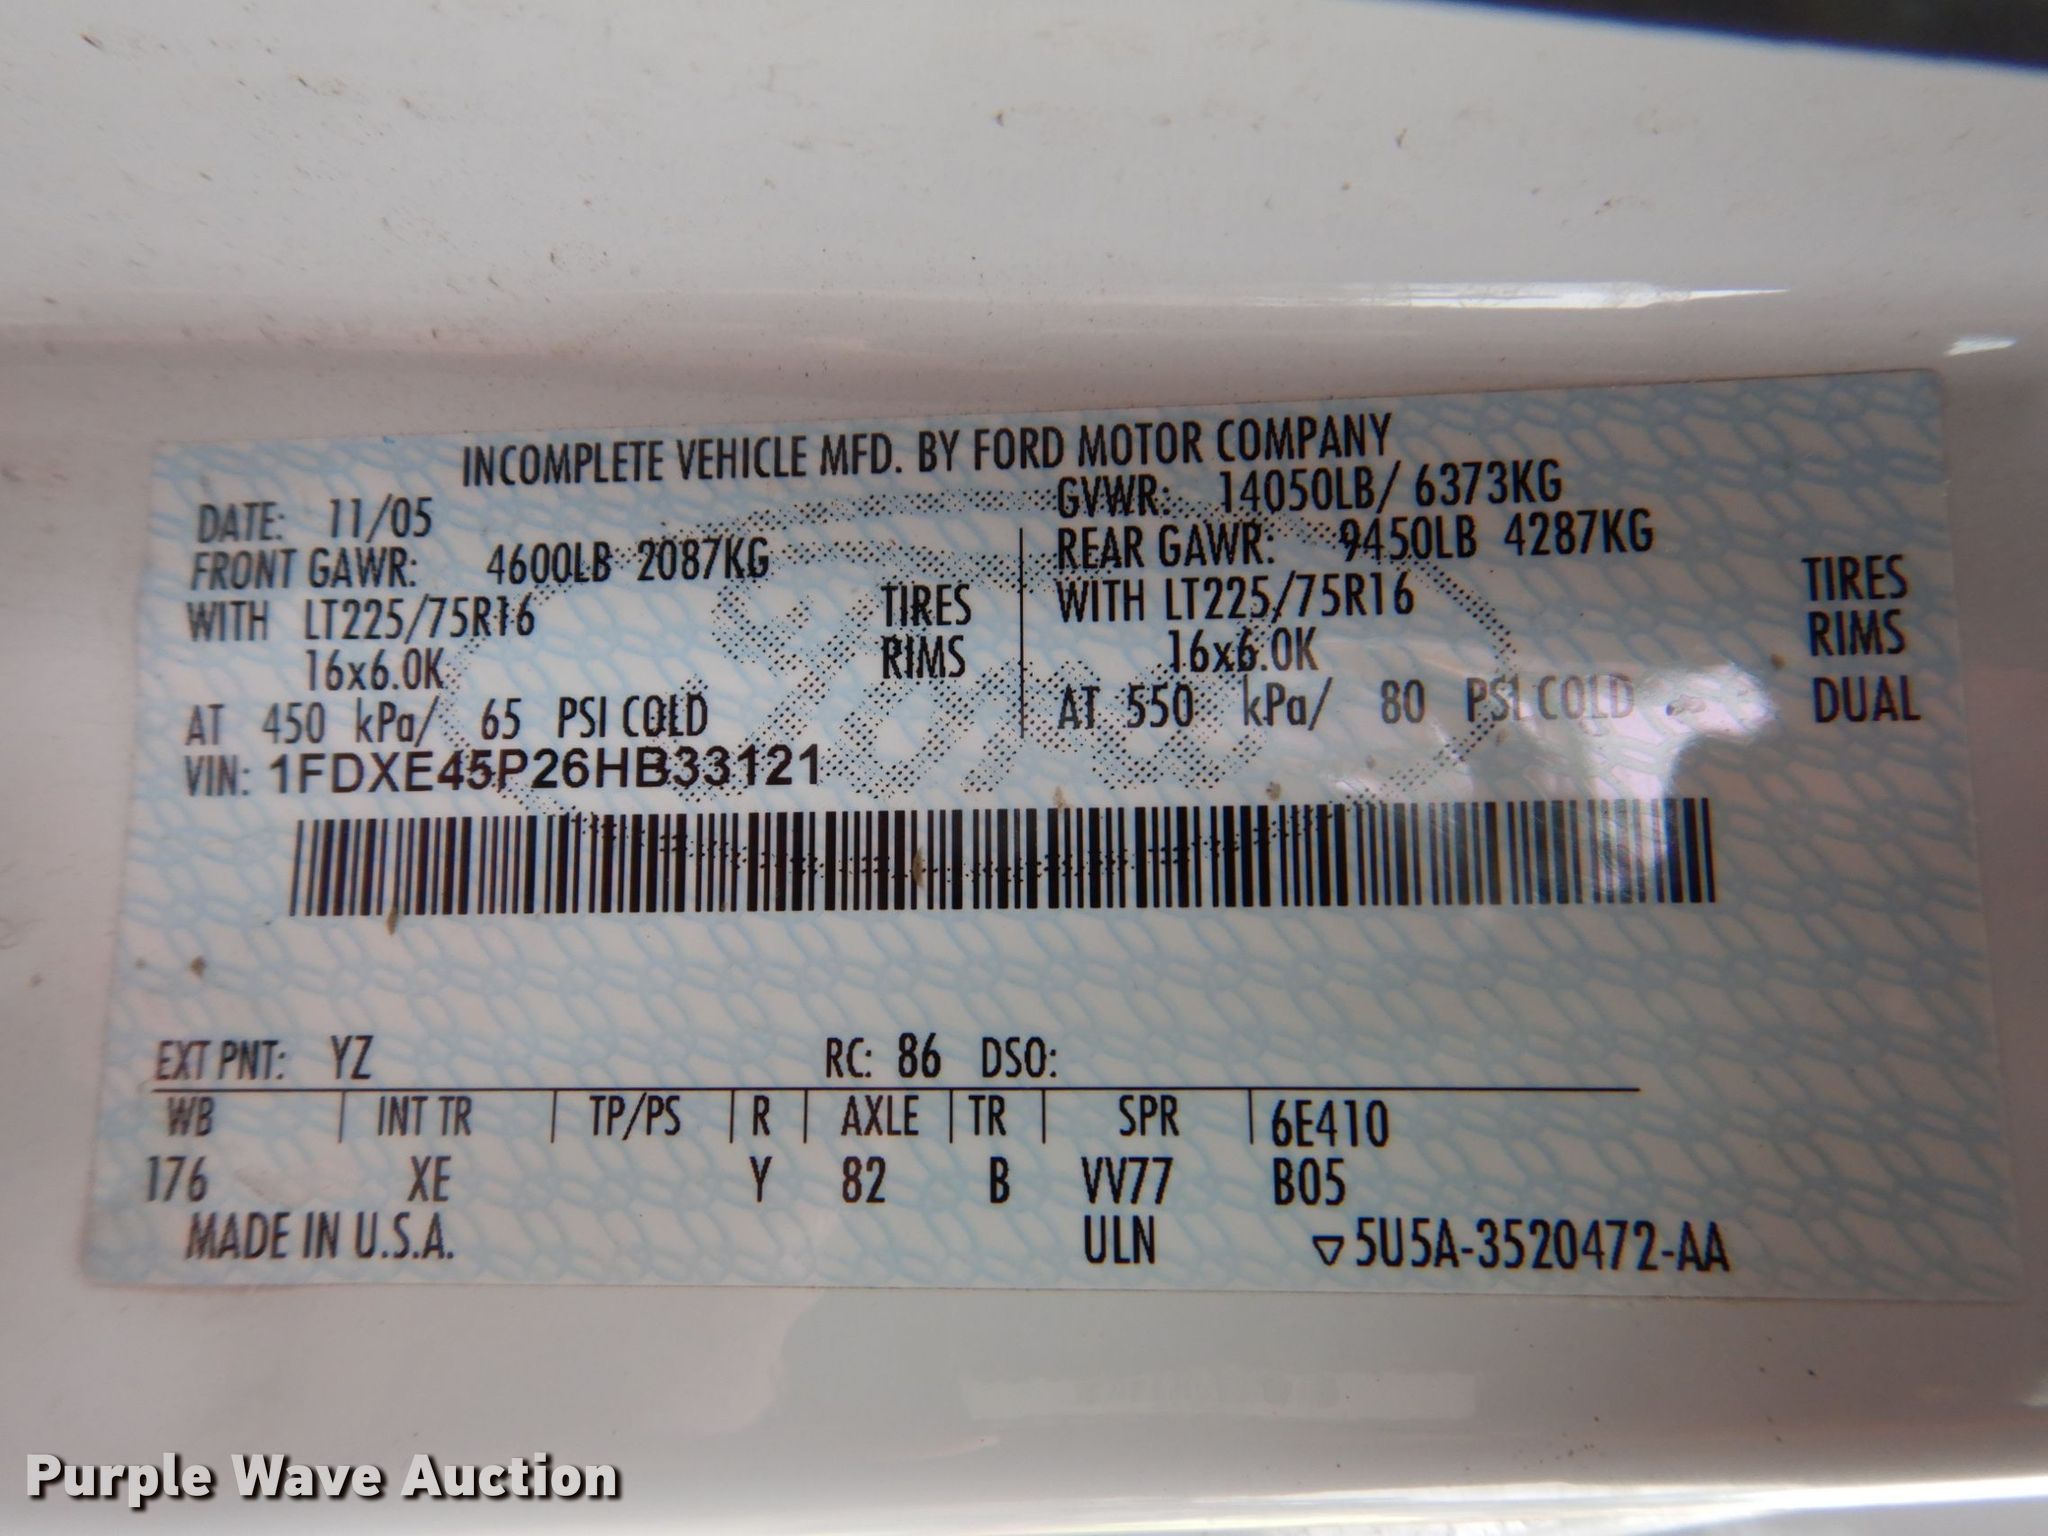 INCOMPLETE VEHICLE MFD. BY FORD MOTOR COMPANY
DATE: 11/05
GVWR: 14050LB/ 6373KG
FRONT GAWR: 4600LB 2087KG
REAR GAWR: 9450LB 4287KG
WITH LT225/75R16 TIRES
WITH LT225/75R16 TIRES
16x6.0K RIMS
16x6.0K RIMS
AT 450 kPa/ 65 PSI COLD
AT 550 kPa/ 80 PSI COLD DUAL
VIN: 1FDXE45P26HB33121
EXT PNT: YZ RC: 86 DSO:
WB INT TR TP/PS R AXLE TR SPR 6E410
176 XE Y 82 B VV77 B05
MADE IN U.S.A. ULN ▽5U5A-3520472-AA
Purple Wave Auction